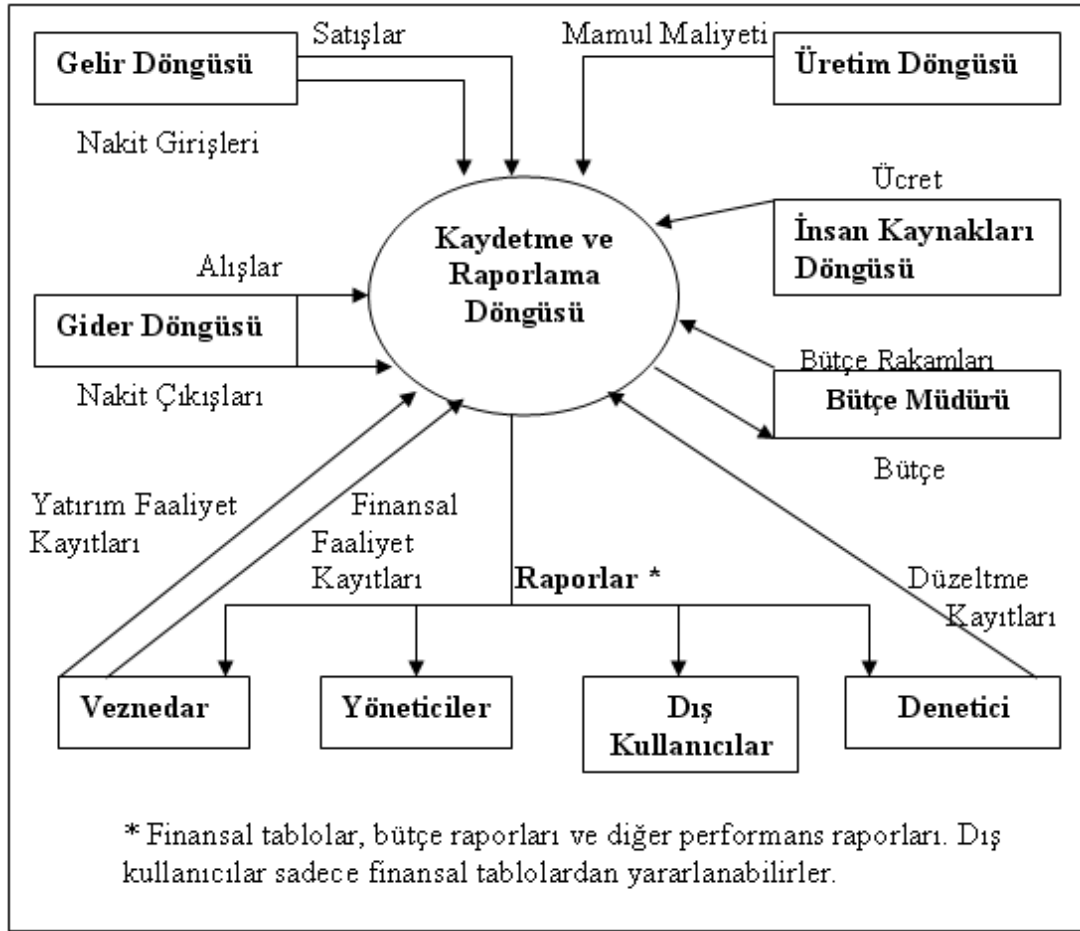 Satışlar
Mamul Maliyeti
Gelir Döngüsü
Üretim Döngüsü
Nakit Girişleri
Ücret
Kaydetme ve
Raporlama
Döngüsü
İnsan Kaynakları
Döngüsü
Alışlar
Gider Döngüsü
Nakit Çıkışları
Bütçe Rakamları
Bütçe Müdürü
Bütçe
Yatırım Faaliyet
Kayıtları
Finansal
Faaliyet
Kayıtları
Raporlar *
Düzeltme
Kayıtları
Veznedar
Yöneticiler
Dış
Kullanıcılar
Denetici
* Finansal tablolar, bütçe raporları ve diğer performans raporları. Dış
kullanıcılar sadece finansal tablolardan yararlanabilirler.